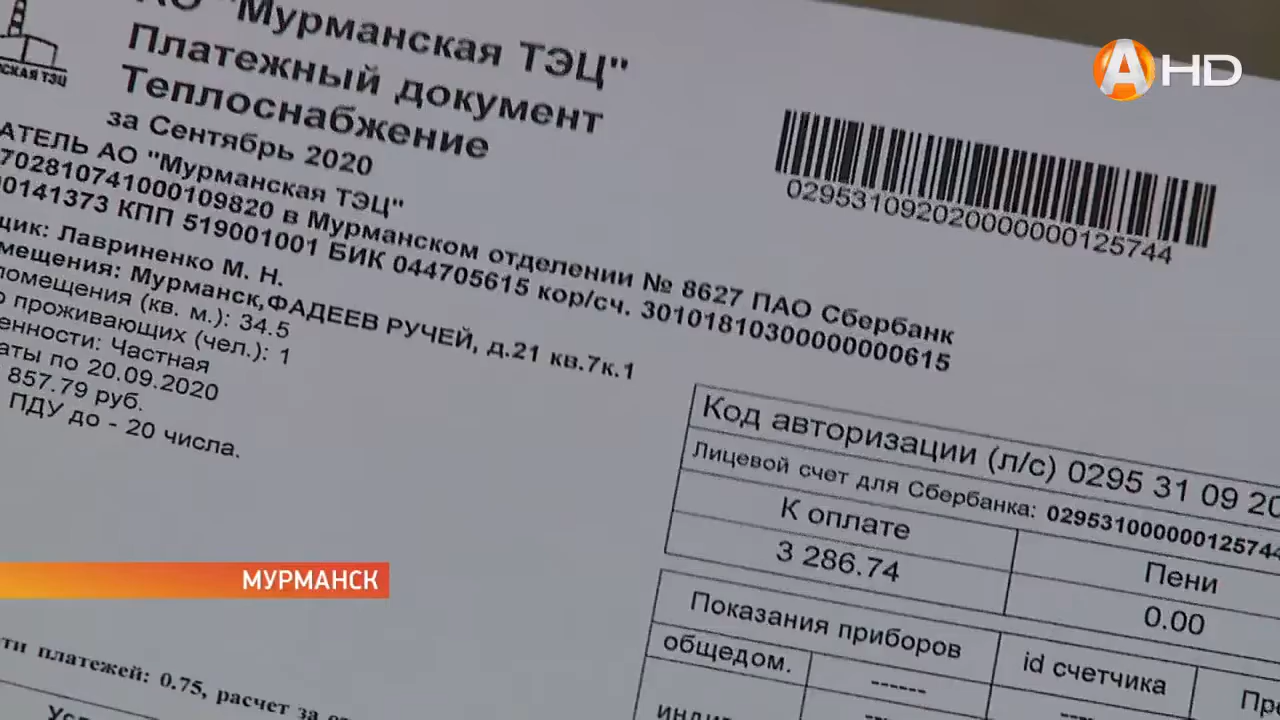 АО "Мурманская ТЭЦ"
Платежный документ
Теплоснабжение
за Сентябрь 2020
АТЕЛЬ АО "Мурманская ТЭЦ"
702810741000109820 в Мурманском отделении № 8627 ПАО Сбербанк
00141373 КПП 519001001 БИК 044705615 кор/сч. 30101810300000000615
щик: Лавриненко М. Н.
мещения: Мурманск,ФАДЕЕВ РУЧЕЙ, д.21 кв.7к.1
помещения (кв. м.): 34.5
о проживающих (чел.): 1
енности: Частная
аты по 20.09.2020
857.79 руб.
ПДУ до - 20 числа.
СКАЯ ТЭЦ
A HD
02953109202000000000125744
Код авторизации (л/с) 0295 31 09 20
Лицевой счет для Сбербанка: 0295310000000125744
К оплате
Пени
3 286.74
0.00
Показания приборов
id счетчика
общедом.
------
МУРМАНСК
сти платежей: 0.75, расчет за